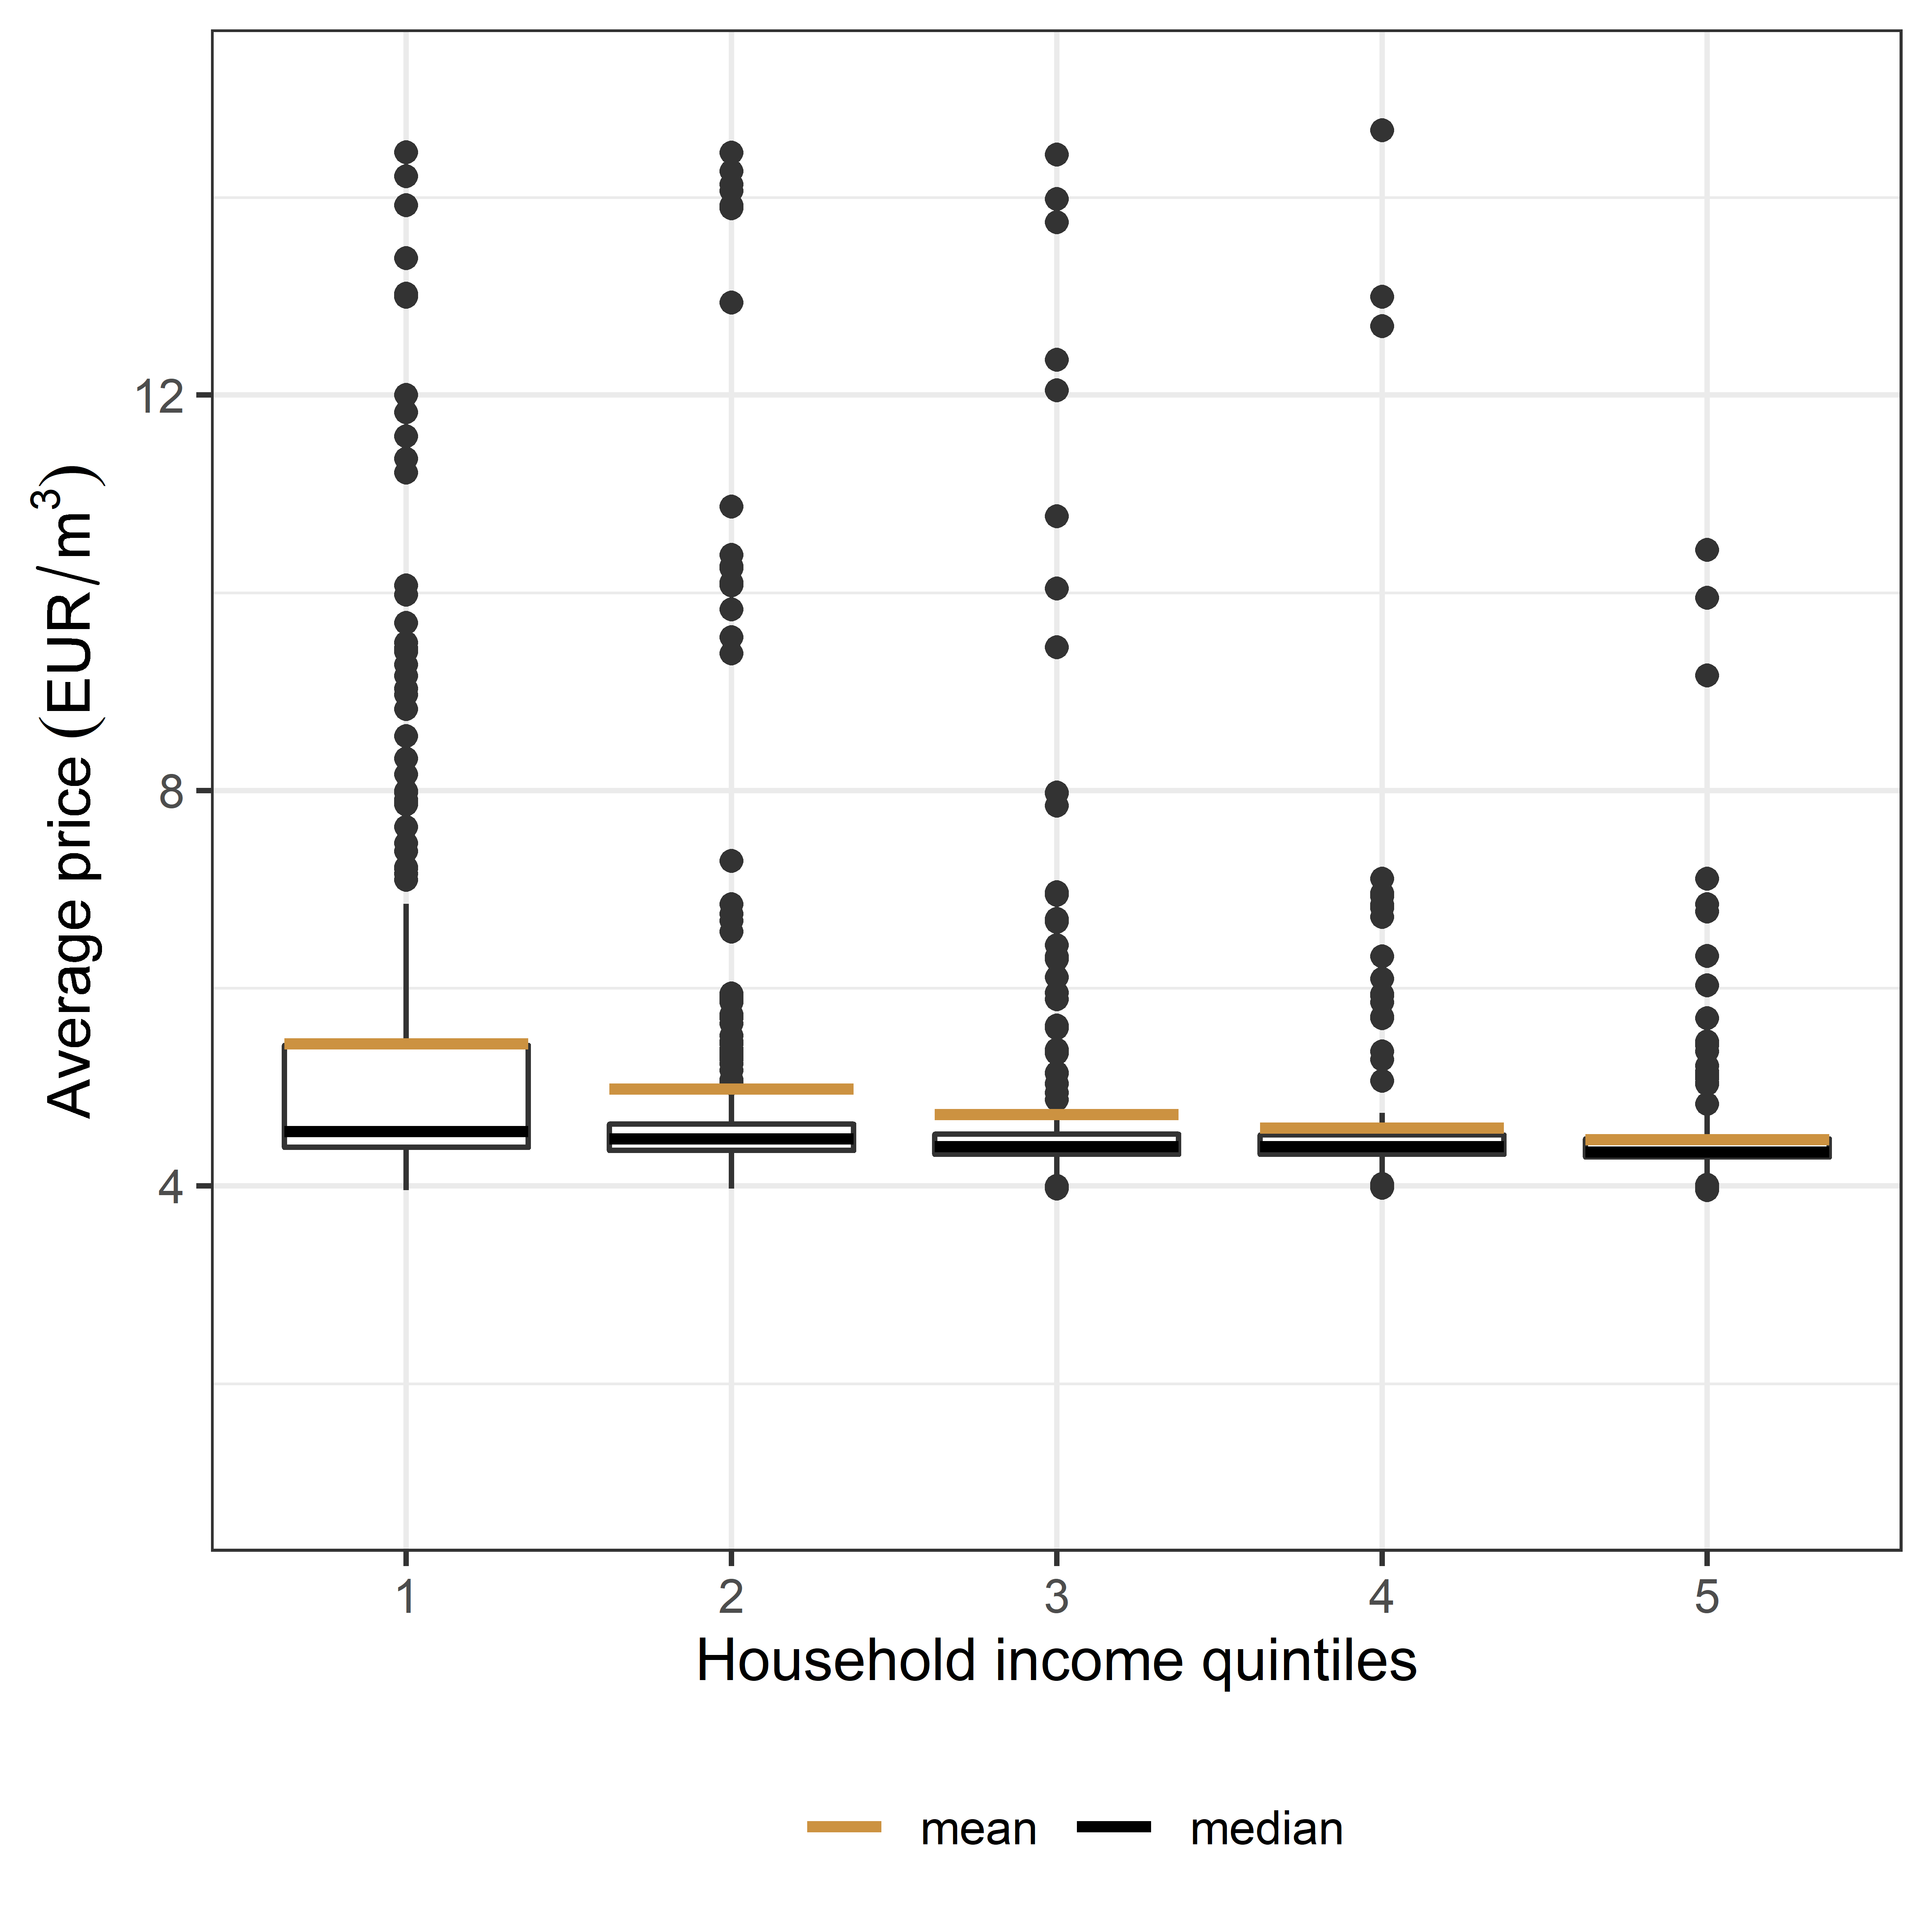 Average price (EUR/m³)
12
8
4
1 2 3 4 5
Household income quintiles
mean median